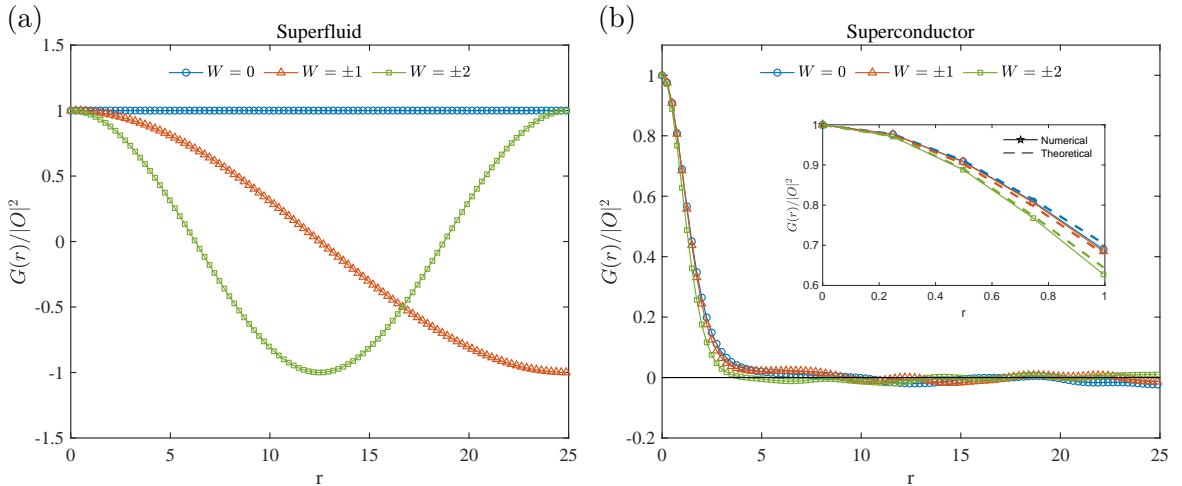 (a)
Superfluid
1.5
1
0.5
0
-0.5
-1
-1.5
W = 0
W = ±1
W = ±2
G(r)/|O|²
0
5
10
15
20
25
r
(b)
Superconductor
1
0.8
0.6
0.4
0.2
0
-0.2
W = 0
W = ±1
W = ±2
G(r)/|O|²
0
5
10
15
20
25
r
1
0.9
0.8
0.7
0.6
Numerical
Theoretical
G(r)/|O|²
0
0.2
0.4
0.6
0.8
1
r